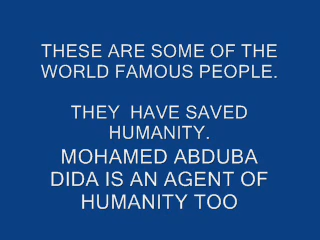 THESE ARE SOME OF THE
WORLD FAMOUS PEOPLE.
THEY HAVE SAVED
HUMANITY.
MOHAMED ABDUBA
DIDA IS AN AGENT OF
HUMANITY TOO